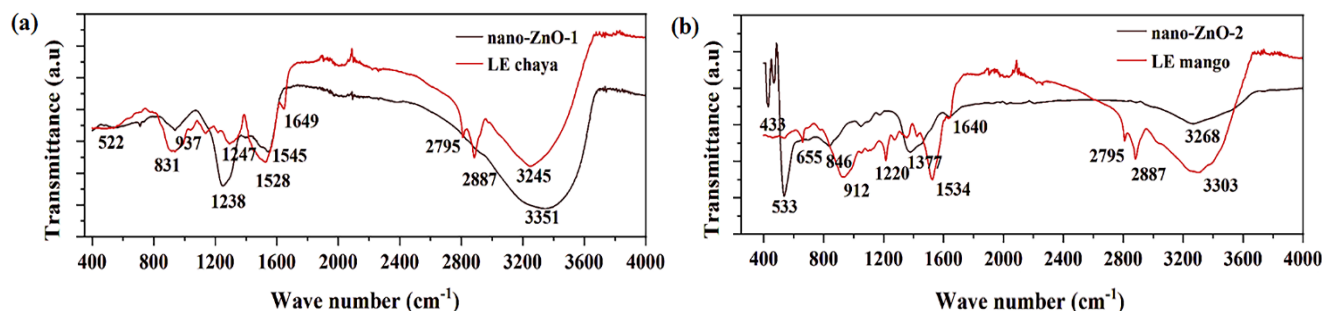 (a)
nano-ZnO-1
LE chaya
Transmittance (a.u)
522
831
937
1238
1247
1545
1528
1649
2795
2887
3245
3351
400 800 1200 1600 2000 2400 2800 3200 3600 4000
Wave number (cm⁻¹)
(b)
nano-ZnO-2
LE mango
Transmittance (a.u)
433
533
655
846
912
1220
1377
1534
1640
2795
2887
3268
3303
400 800 1200 1600 2000 2400 2800 3200 3600 4000
Wave number (cm⁻¹)